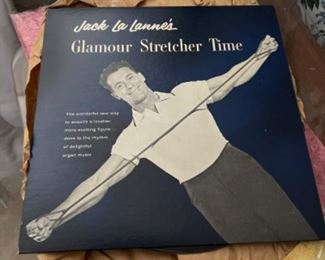 Jack La Lanne's
Glamour Stretcher Time
The wonderful new way
to acquire a lovelier,
more exciting figure...
done to the rhythm
of delightful
organ music